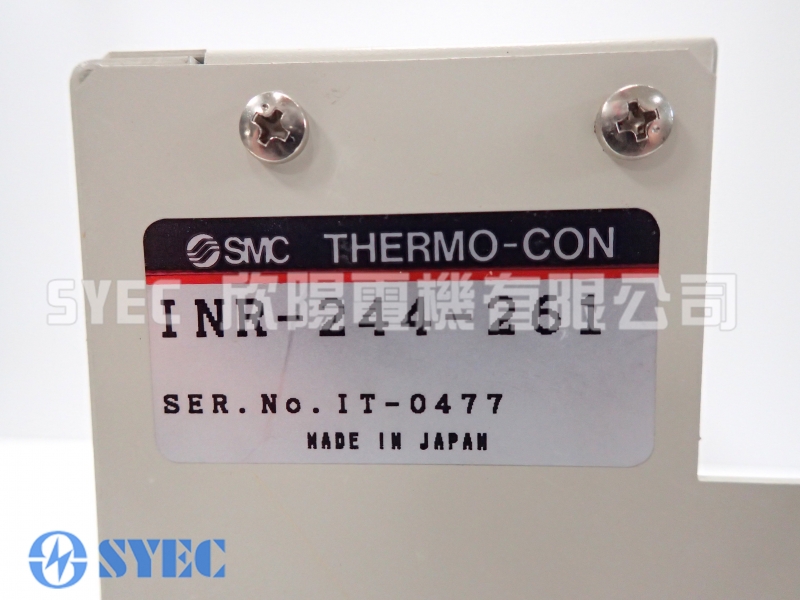 SMC THERMO-CON
SYEC 欣陽電機有限公司
INR-244-261
SER.No.IT-0477
MADE IN JAPAN
SYEC